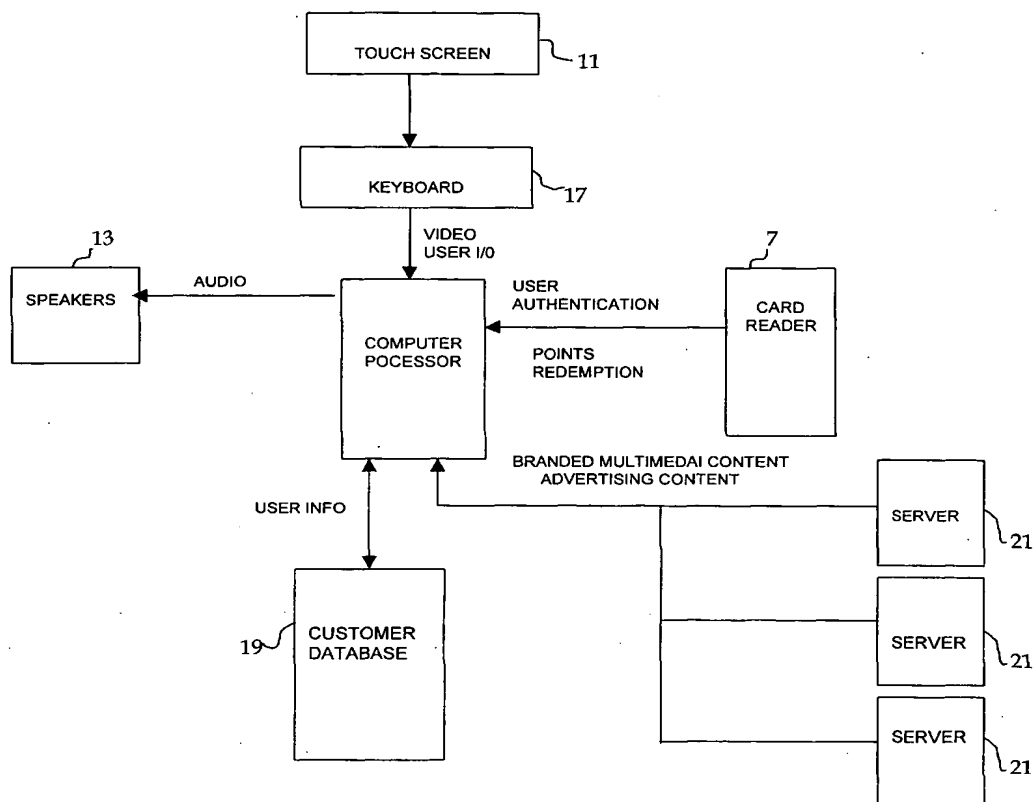 TOUCH SCREEN
11
KEYBOARD
17
VIDEO
USER I/0
13
SPEAKERS
AUDIO
COMPUTER
POCESSOR
USER
AUTHENTICATION
POINTS
REDEMPTION
7
CARD
READER
BRANDED MULTIMEDAI CONTENT
ADVERTISING CONTENT
USER INFO
19
CUSTOMER
DATABASE
SERVER
21
SERVER
21
SERVER
21